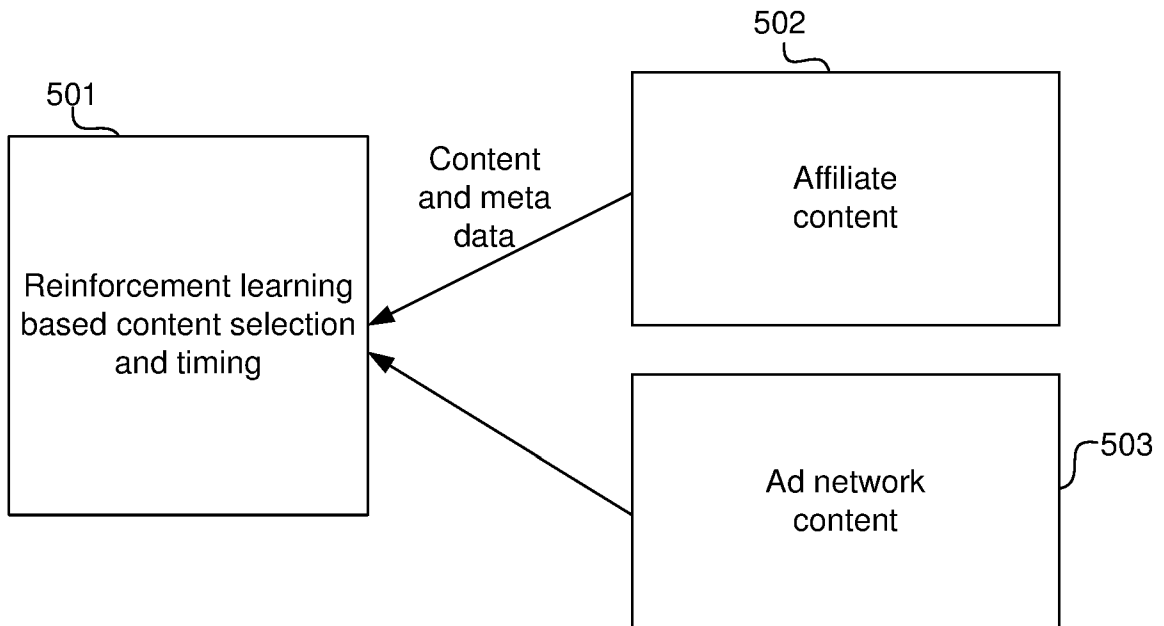 502
501
Content
and meta
data
Affiliate
content
Reinforcement learning
based content selection
and timing
503
Ad network
content